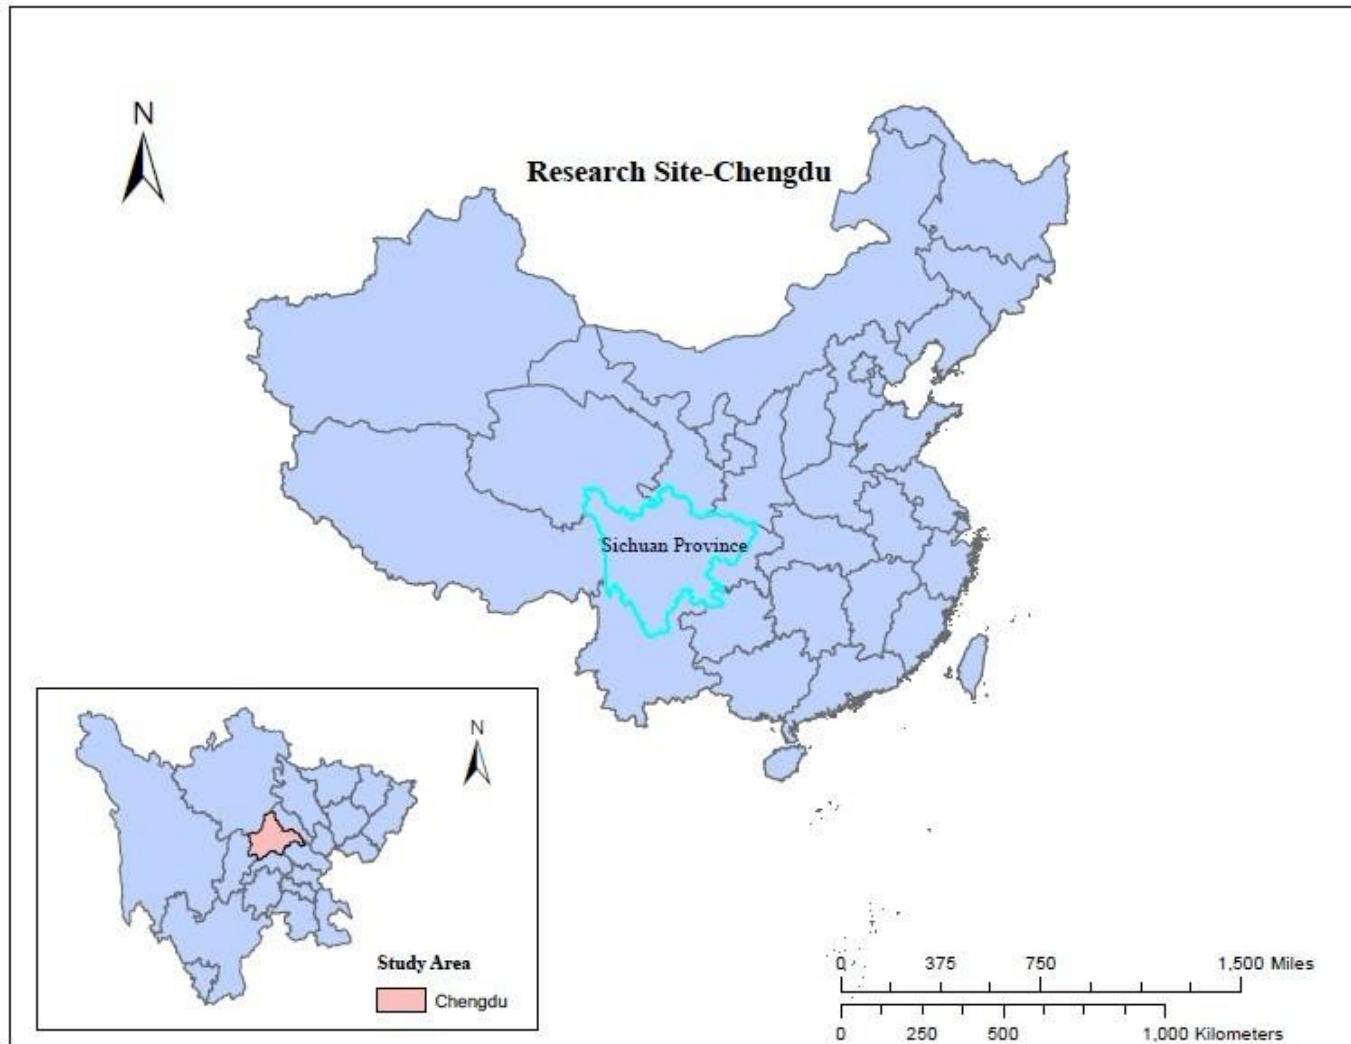 N
Research Site-Chengdu
Sichuan Province
N
Study Area
Chengdu
0 375 750 1,500 Miles
0 250 500 1,000 Kilometers